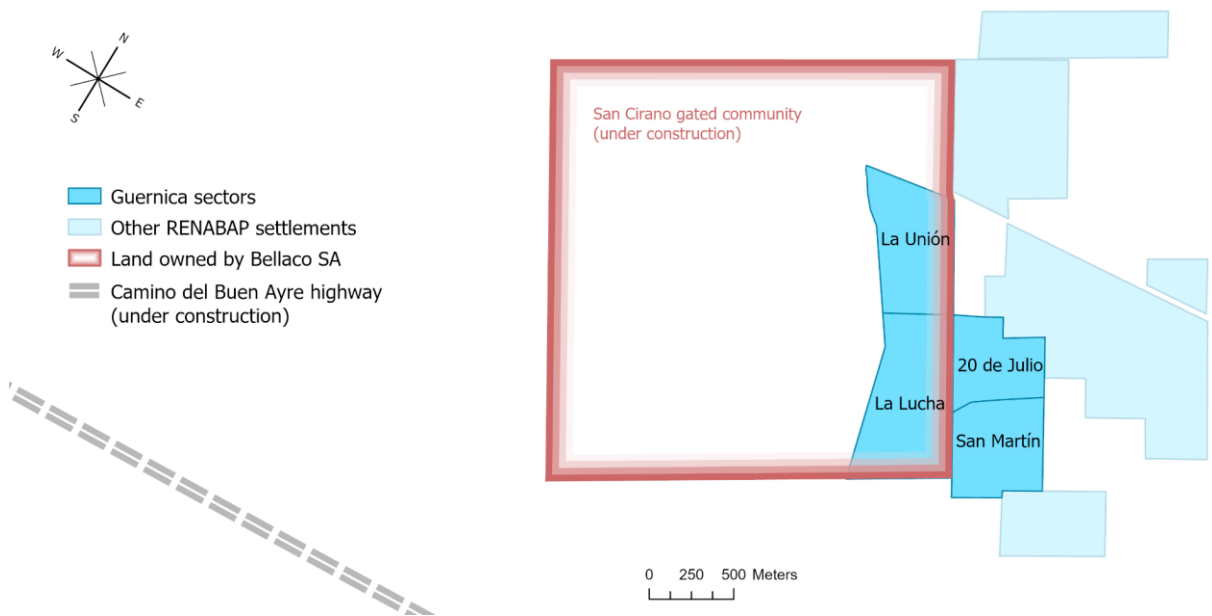 N
W
E
S
San Cirano gated community
(under construction)
Guernica sectors
Other RENABAP settlements
Land owned by Bellaco SA
Camino del Buen Ayre highway
(under construction)
La Unión
20 de Julio
La Lucha
San Martín
0 250 500 Meters